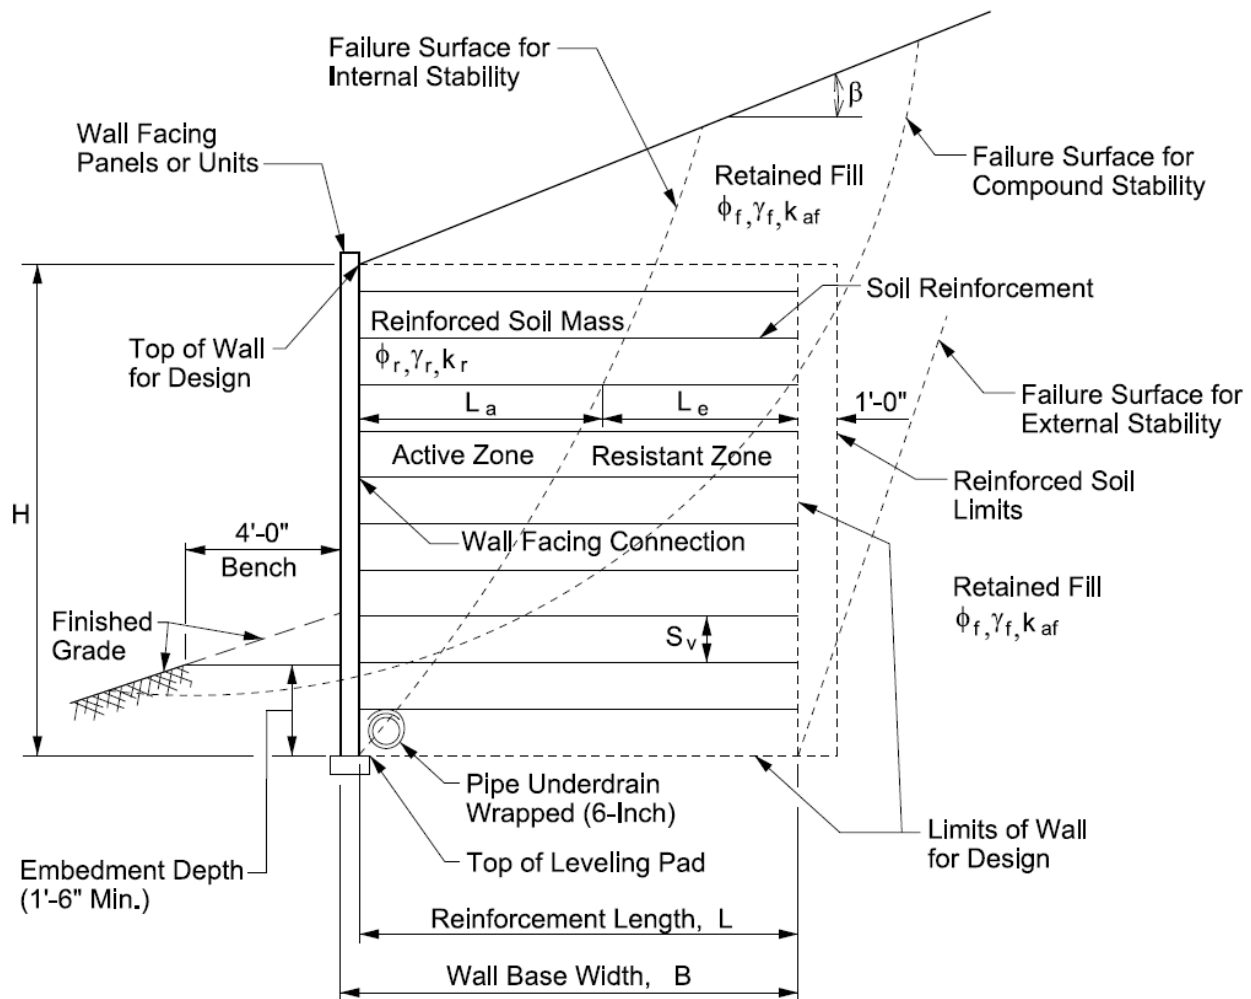 Failure Surface for
Internal Stability
β
Wall Facing
Panels or Units
Failure Surface for
Compound Stability
Retained Fill
ϕf,γf,kaf
Soil Reinforcement
Reinforced Soil Mass
ϕr,γr,kr
Top of Wall
for Design
La
Le
1'-0"
Failure Surface for
External Stability
Active Zone
Resistant Zone
Reinforced Soil
Limits
H
4'-0"
Bench
Wall Facing Connection
Retained Fill
ϕf,γf,kaf
Finished
Grade
Sv
Pipe Underdrain
Wrapped (6-Inch)
Limits of Wall
for Design
Top of Leveling Pad
Embedment Depth
(1'-6" Min.)
Reinforcement Length, L
Wall Base Width, B